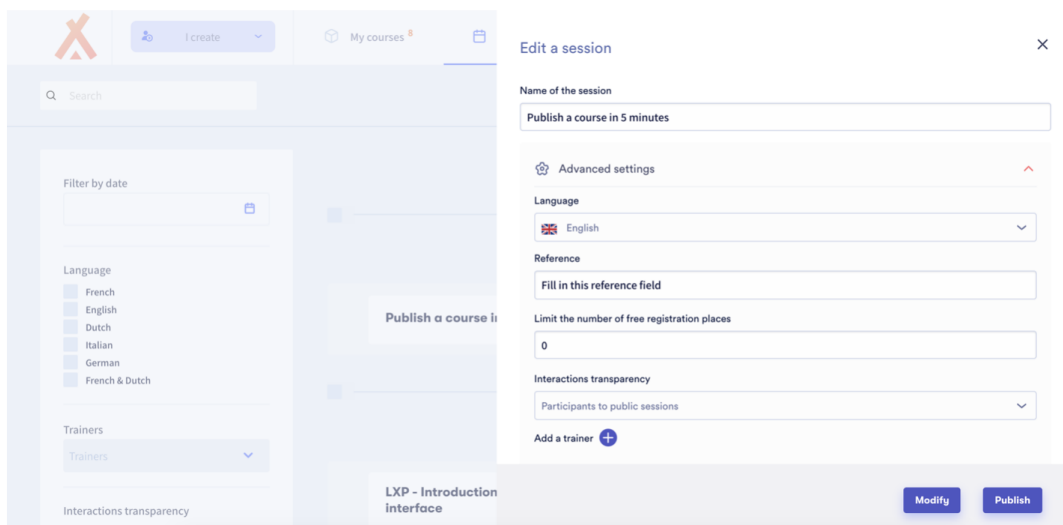 I create
My courses 8
Search
Filter by date
Language
French
English
Dutch
Italian
German
French & Dutch
Trainers
Trainers
Interactions transparency
Publish a course in
LXP - Introduction
interface
Edit a session
Name of the session
Publish a course in 5 minutes
Advanced settings
Language
English
Reference
Fill in this reference field
Limit the number of free registration places
0
Interactions transparency
Participants to public sessions
Add a trainer
Modify
Publish